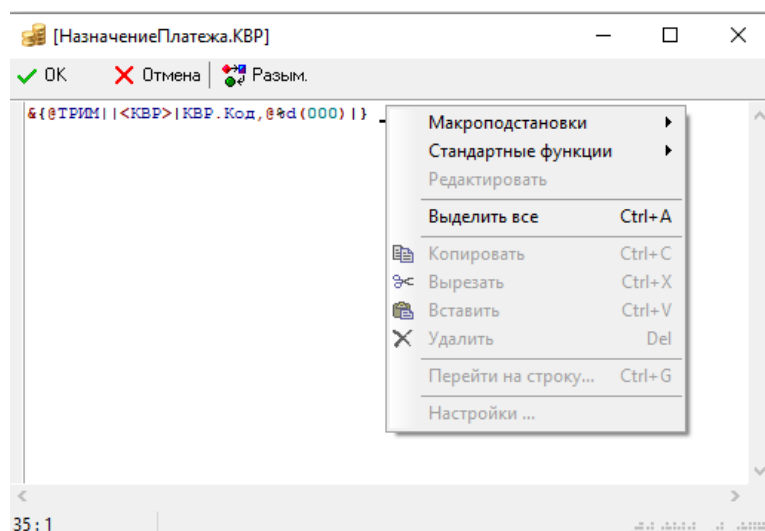 [НазначениеПлатежа.КВР]
OK Отмена Разым.
&{@ТРИМ||<КВР>|КВР.Код,@%d(000)|}
Макроподстановки
Стандартные функции
Редактировать
Выделить все Ctrl+A
Копировать Ctrl+C
Вырезать Ctrl+X
Вставить Ctrl+V
Удалить Del
Перейти на строку... Ctrl+G
Настройки ...
35:1